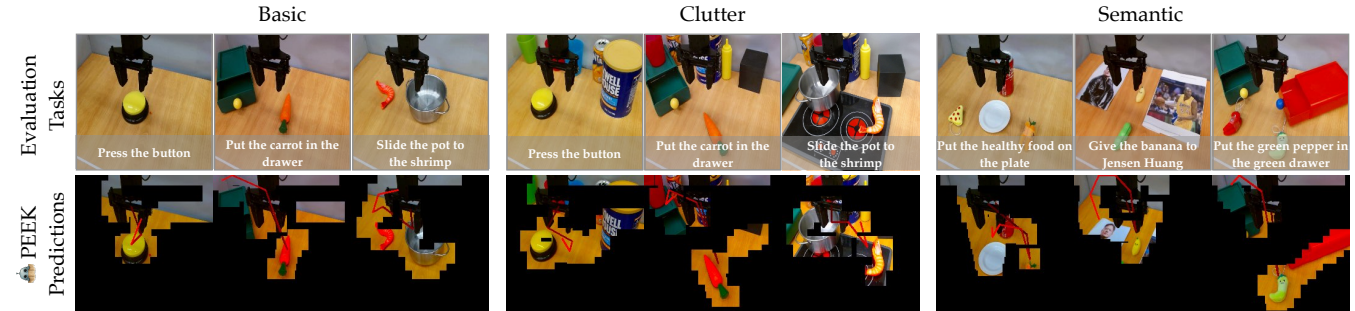 Basic
Clutter
Semantic
Evaluation
Tasks
Press the button
Put the carrot in the
drawer
Slide the pot to
the shrimp
Press the button
Put the carrot in the
drawer
Slide the pot to
the shrimp
Put the healthy food on
the plate
Give the banana to
Jensen Huang
Put the green pepper in
the green drawer
PEEK
Predictions